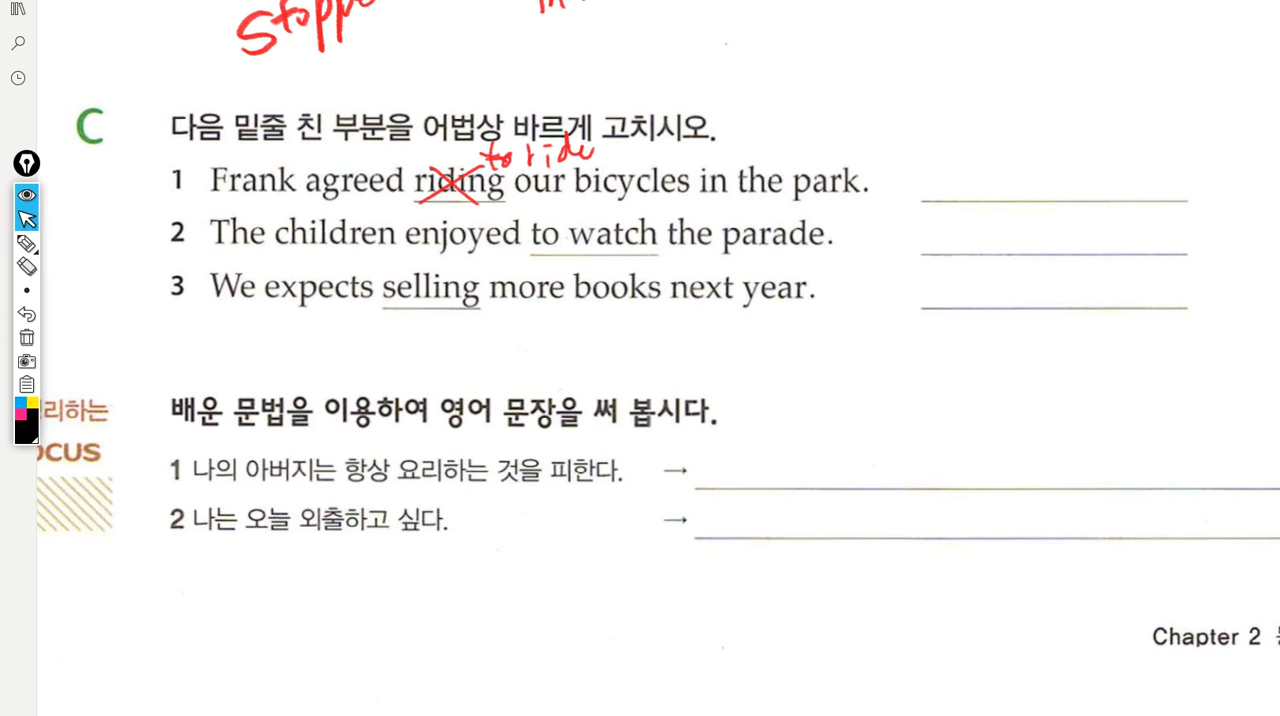 C
다음 밑줄 친 부분을 어법상 바르게 고치시오.
to ride
1 Frank agreed riding our bicycles in the park.
2 The children enjoyed to watch the parade.
3 We expects selling more books next year.
리하는
OCUS
배운 문법을 이용하여 영어 문장을 써 봅시다.
1 나의 아버지는 항상 요리하는 것을 피한다. →
2 나는 오늘 외출하고 싶다. →
Chapter 2